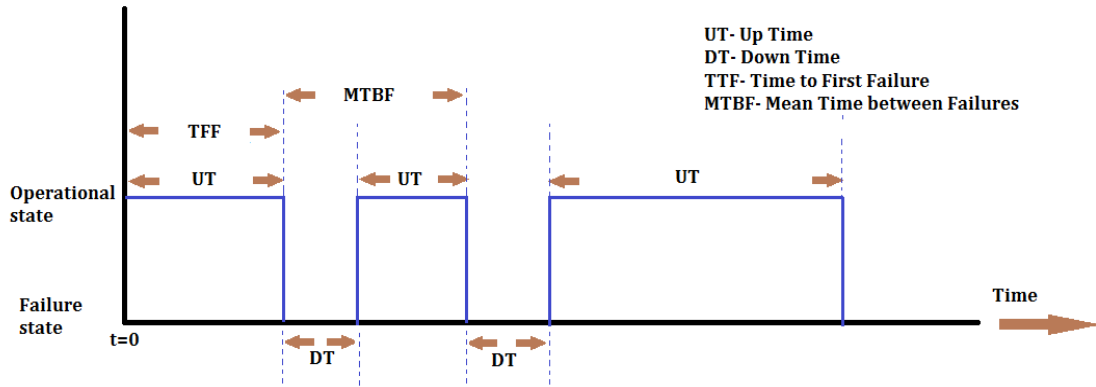 UT- Up Time
DT- Down Time
TTF- Time to First Failure
MTBF- Mean Time between Failures
MTBF
TFF
UT
UT
UT
Operational
state
Failure
state
t=0
Time
DT
DT